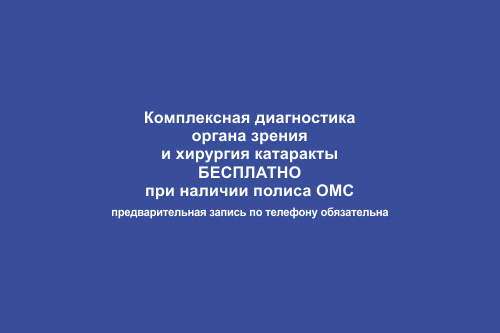 Комплексная диагностика
органа зрения
и хирургия катаракты
БЕСПЛАТНО
при наличии полиса ОМС
предварительная запись по телефону обязательна